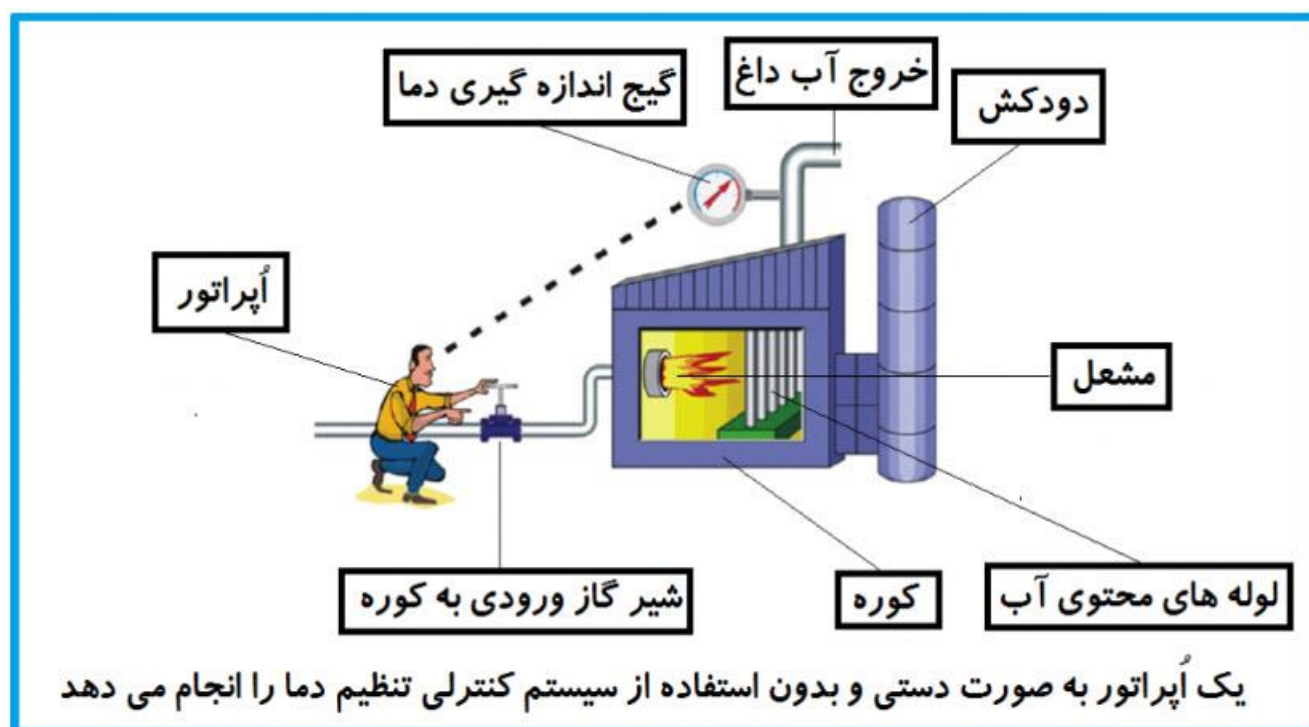 خروج آب داغ
گیج اندازه گیری دما
دودکش
اُپراتور
مشعل
شیر گاز ورودی به کوره
کوره
لوله های محتوی آب
یک اُپراتور به صورت دستی و بدون استفاده از سیستم کنترلی تنظیم دما را انجام می دهد